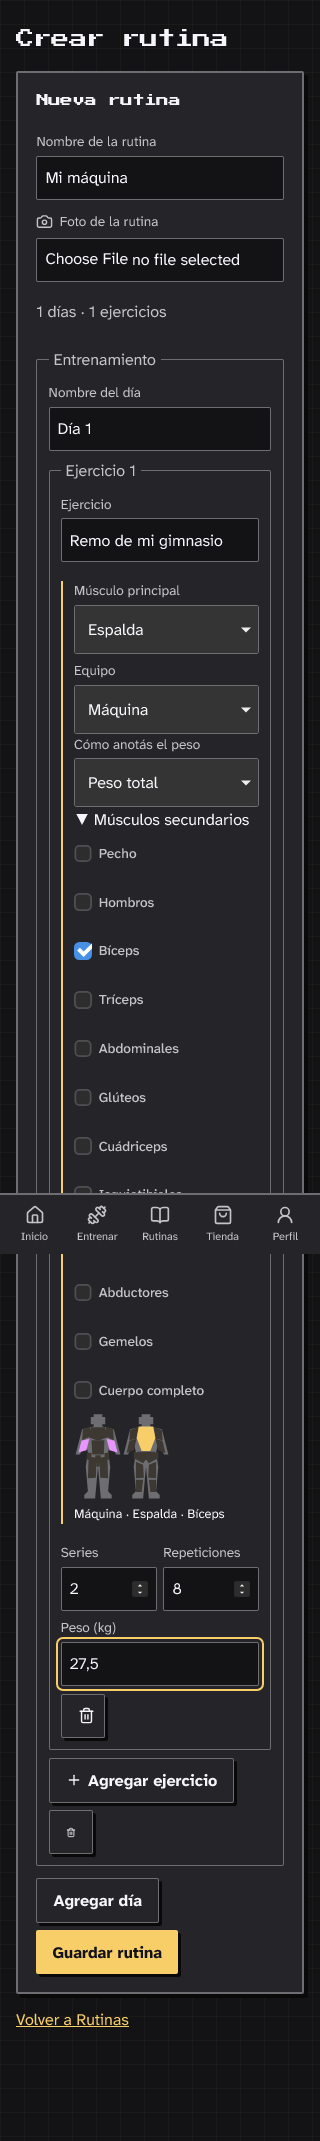 Crear rutina
Nueva rutina
Nombre de la rutina
Mi máquina
Foto de la rutina
Choose File no file selected
1 días · 1 ejercicios
Entrenamiento
Nombre del día
Día 1
Ejercicio 1
Ejercicio
Remo de mi gimnasio
Músculo principal
Espalda
Equipo
Máquina
Cómo anotás el peso
Peso total
▼ Músculos secundarios
Pecho
Hombros
Bíceps
Tríceps
Abdominales
Glúteos
Cuádriceps
Inicio Entrenar Rutinas Tienda Perfil
Abductores
Gemelos
Cuerpo completo
Máquina · Espalda · Bíceps
Series Repeticiones
2 8
Peso (kg)
27,5
+ Agregar ejercicio
Agregar día
Guardar rutina
Volver a Rutinas